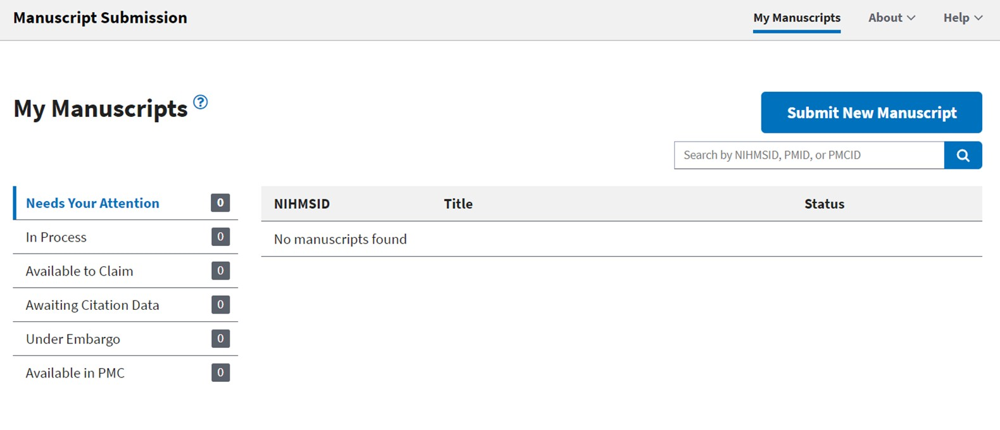 Manuscript Submission
My Manuscripts About Help
My Manuscripts ?
Submit New Manuscript
Search by NIHMSID, PMID, or PMCID
Needs Your Attention 0
In Process 0
Available to Claim 0
Awaiting Citation Data 0
Under Embargo 0
Available in PMC 0
NIHMSID Title Status
No manuscripts found